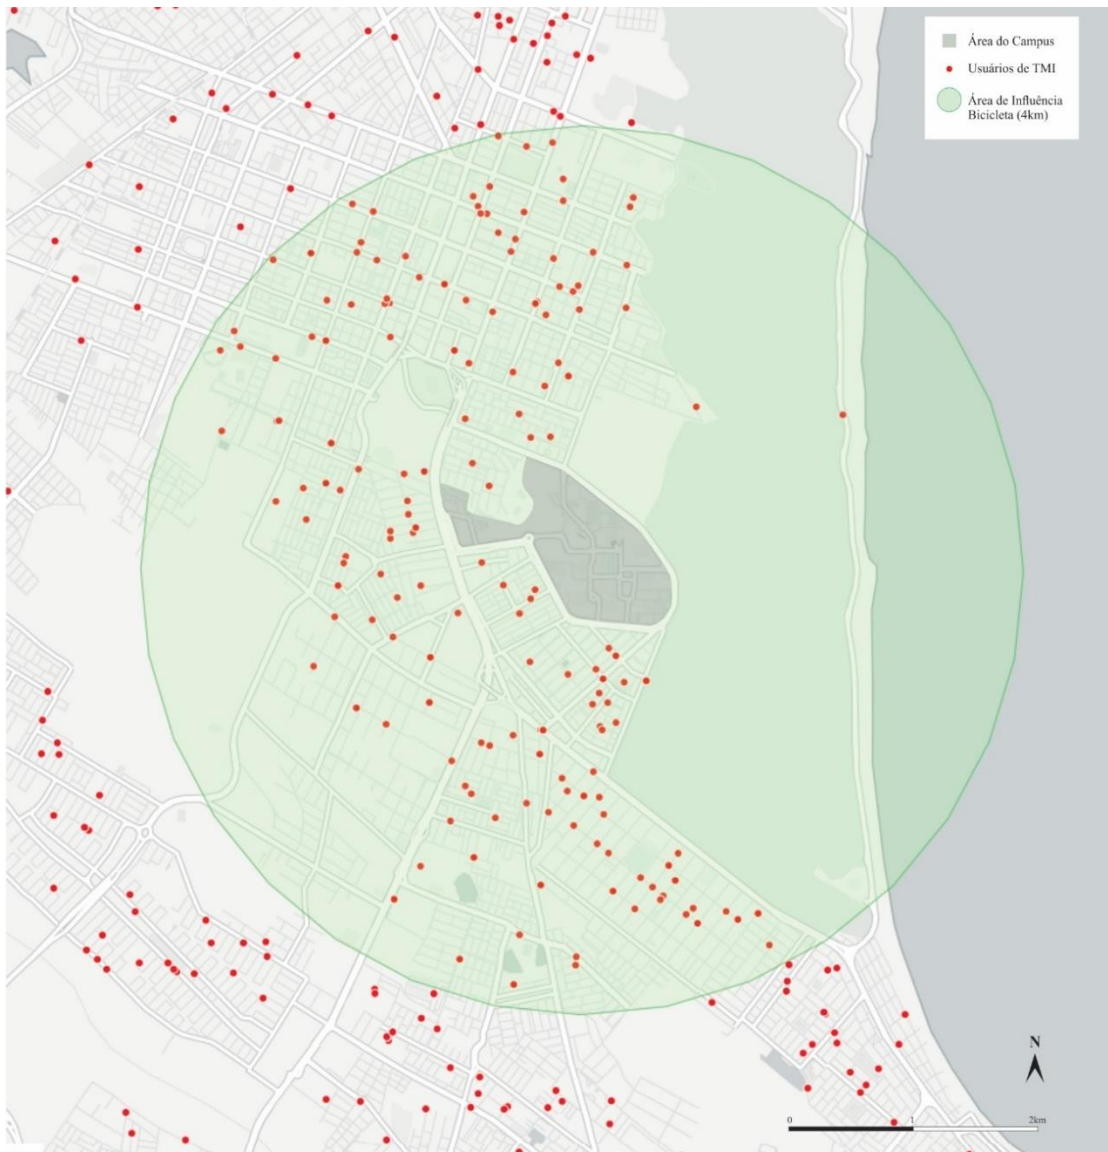 Área do Campus
Usuários de TMI
Área de Influência
Bicicleta (4km)
N
0 1 2km